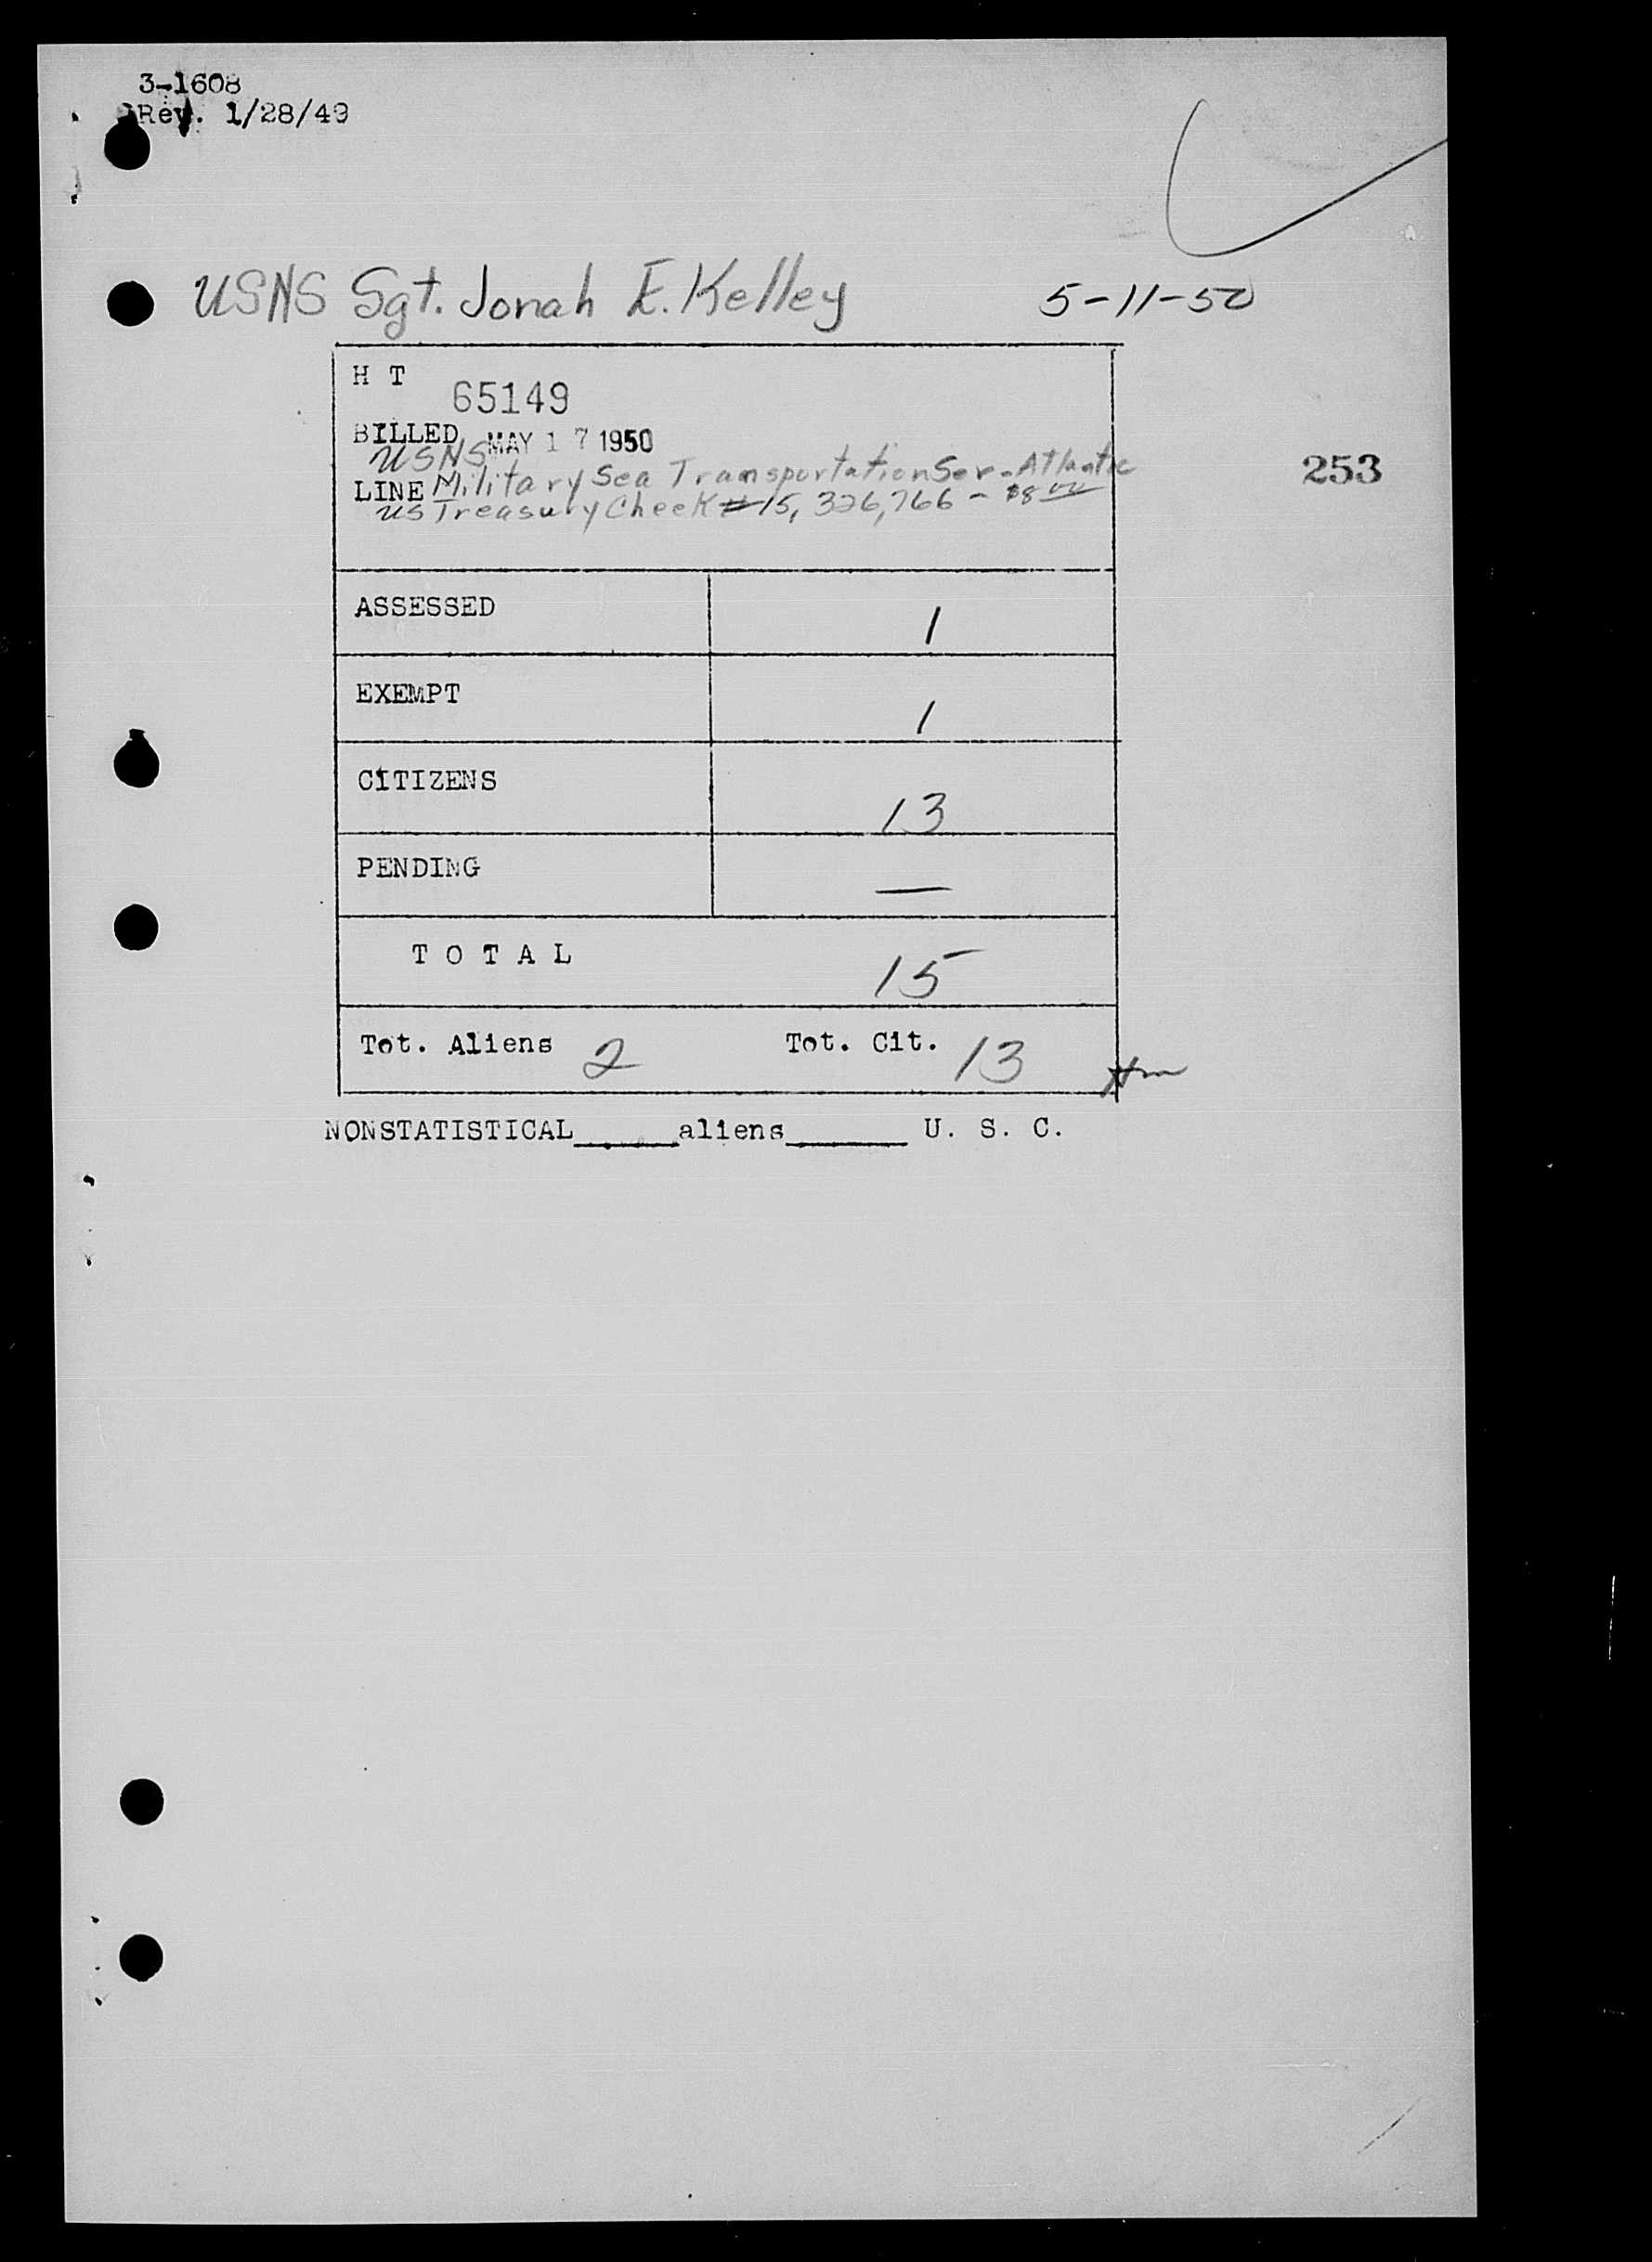 3-1608
Rev. 1/28/49
USNS Sgt. Jonah E. Kelley 5-11-50
H T 65149
BILLED MAY 17 1950
USNS
LINE Military Sea Transportation Ser-Atlantic
US Treasury Check # 15,326,766 - $8.00
253
ASSESSED 1
EXEMPT 1
CITIZENS 13
PENDING —
TOTAL 15
Tot. Aliens 2 Tot. Cit. 13
NONSTATISTICAL______aliens_______ U. S. C.